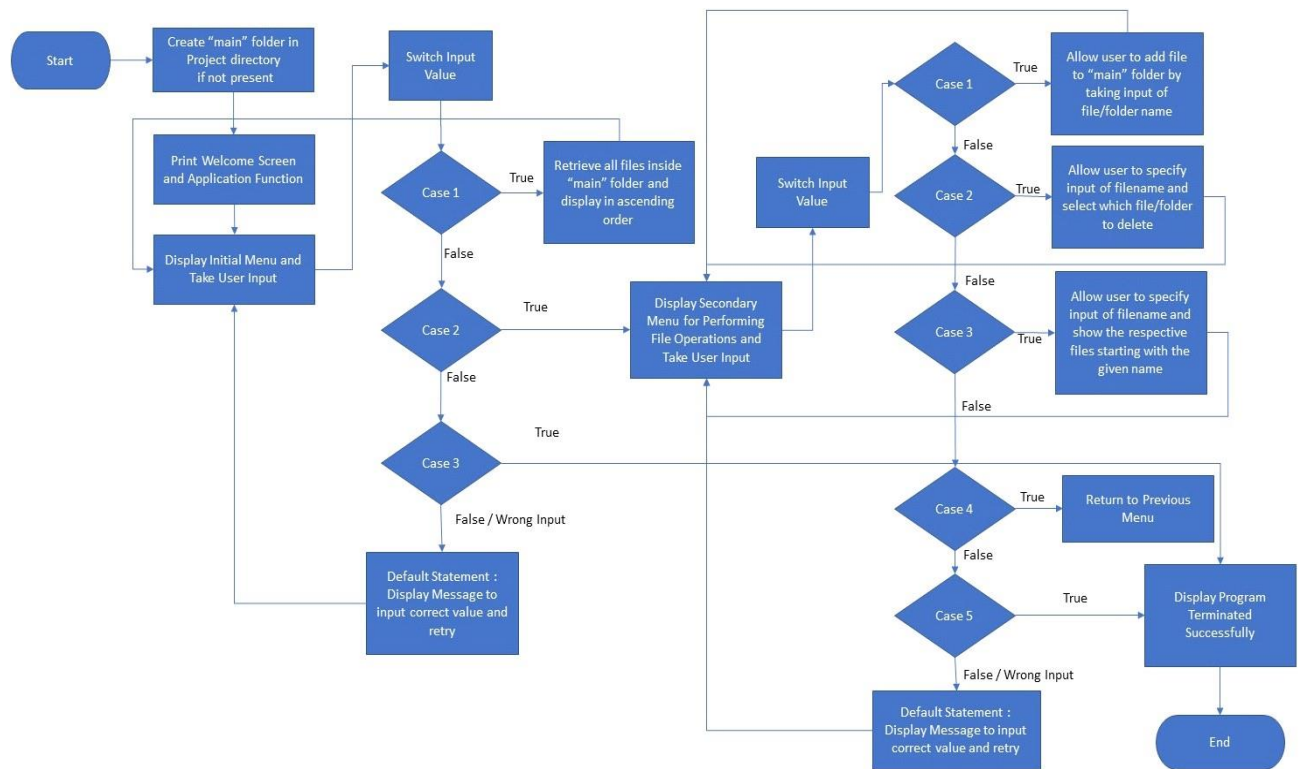 Start
Create “main” folder in
Project directory
if not present
Print Welcome Screen
and Application Function
Display Initial Menu and
Take User Input
Switch Input
Value
Case 1
True
Retrieve all files inside
“main” folder and
display in ascending
order
False
Case 2
True
False
Case 3
True
False / Wrong Input
Default Statement :
Display Message to
input correct value and
retry
Display Secondary
Menu for Performing
File Operations and
Take User Input
Switch Input
Value
Case 1
True
Allow user to add file
to “main” folder by
taking input of
file/folder name
False
Case 2
True
Allow user to specify
input of filename and
select which file/folder
to delete
False
Case 3
True
Allow user to specify
input of filename and
show the respective
files starting with the
given name
False
Case 4
True
Return to Previous
Menu
False
Case 5
True
Display Program
Terminated
Successfully
False / Wrong Input
Default Statement :
Display Message to input
correct value and retry
End